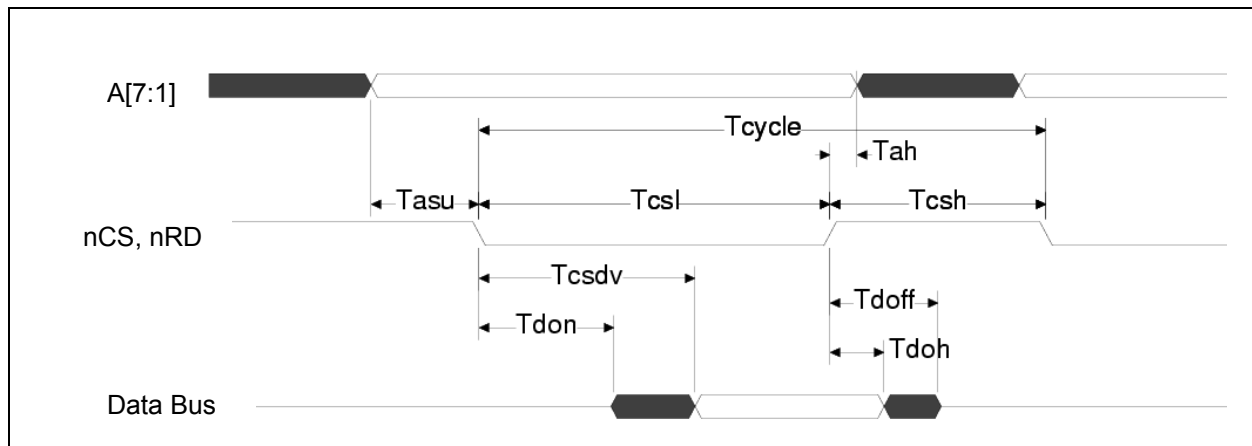 A[7:1]
Tcycle
Tah
Tasu
Tcsl
Tcsh
nCS, nRD
Tcsdv
Tdoff
Tdon
Tdoh
Data Bus